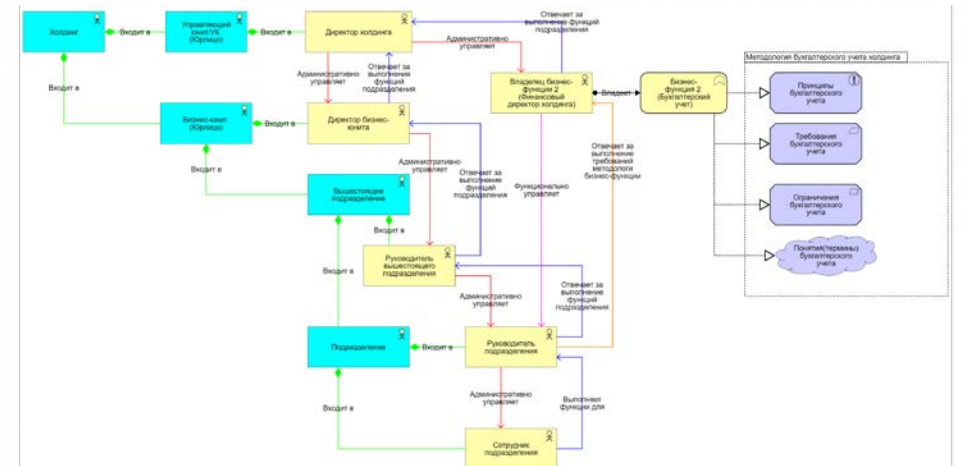 Холдинг
Входит в
Управляющий
юнит/УК
(Юрлицо)
Входит в
Директор холдинга
Отвечает за
выполнение функций
подразделения
Административно
управляет
Входит в
Административно
управляет
Отвечает за
выполнение
функций
подразделения
Владелец бизнес-
функции 2
(Финансовый
директор холдинга)
Владеет
Бизнес-
функция 2
(Бухгалтерский
учет)
Методология бухгалтерского учета холдинга
Принципы
бухгалтерского
учета
Требования
бухгалтерского
учета
Ограничения
бухгалтерского
учета
Понятия(термины)
бухгалтерского
учета
Бизнес-юнит
(Юрлицо)
Входит в
Директор бизнес-
юнита
Входит в
Административно
управляет
Отвечает за
выполнение
функций
подразделения
Функционально
управляет
Отвечает за
выполнение
требований
методологи
бизнес-функции
Вышестоящее
подразделение
Входит в
Входит в
Руководитель
вышестоящего
подразделения
Административно
управляет
Отвечает за
выполнение
функций
подразделения
Подразделение
Входит в
Руководитель
подразделения
Входит в
Административно
управляет
Выполняет
функции для
Сотрудник
подразделения